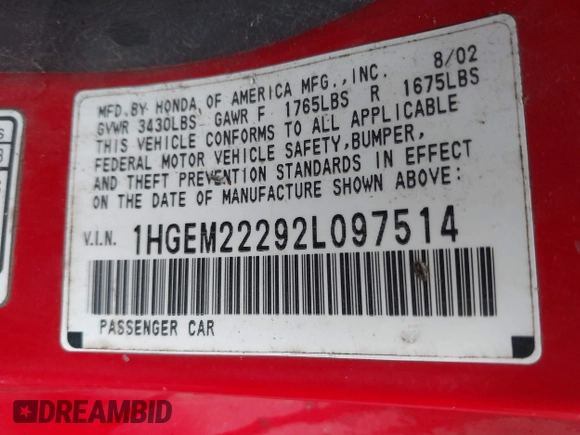 8/02
MFD.BY HONDA OF AMERICA MFG.,INC.
GVWR 3430LBS GAWR F 1765LBS R 1675LBS
THIS VEHICLE CONFORMS TO ALL APPLICABLE
FEDERAL MOTOR VEHICLE SAFETY,BUMPER,
AND THEFT PREVENTION STANDARDS IN EFFECT
ON THE DATE OF MANUFACTURE SHOWN ABOVE:
V.I.N. 1HGEM22292L097514
PASSENGER CAR
DREAMBID